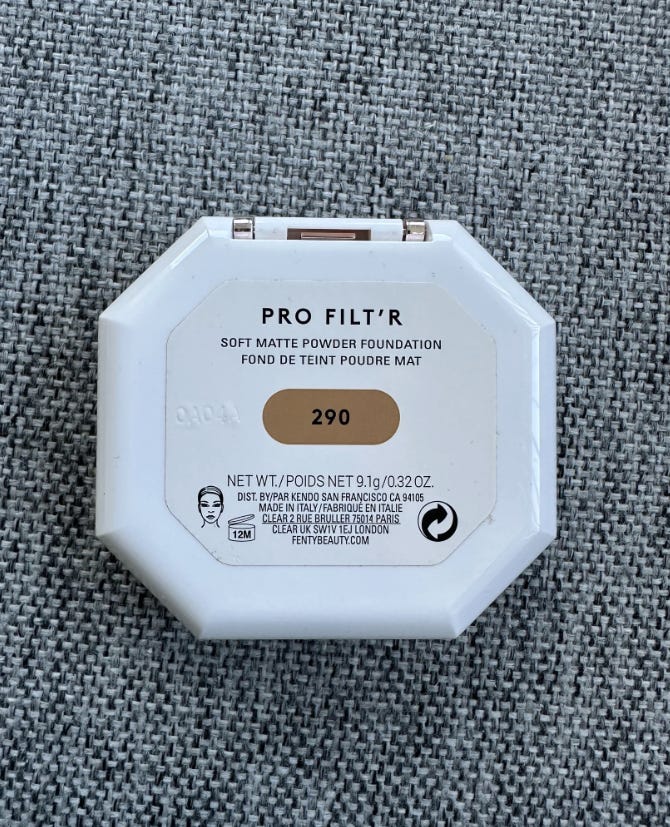 PRO FILT'R
SOFT MATTE POWDER FOUNDATION
FOND DE TEINT POUDRE MAT
290
NET WT./POIDS NET 9.1g/0.32 OZ.
DIST. BY/PAR KENDO SAN FRANCISCO CA 94105
MADE IN ITALY/FABRIQUÉ EN ITALIE
CLEAR 2 RUE BRULLER 75014 PARIS
CLEAR UK SW1V 1EJ LONDON
FENTYBEAUTY.COM
12M